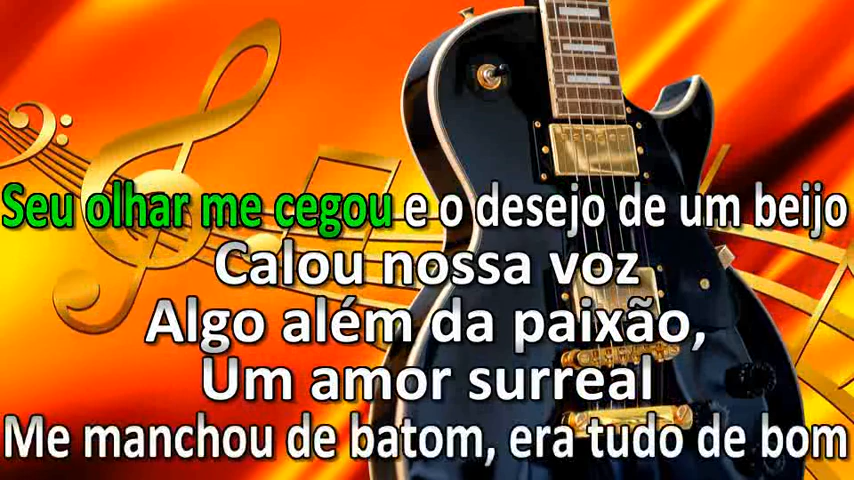 Seu olhar me cegou e o desejo de um beijo
Calou nossa voz
Algo além da paixão,
Um amor surreal
Me manchou de batom, era tudo de bom